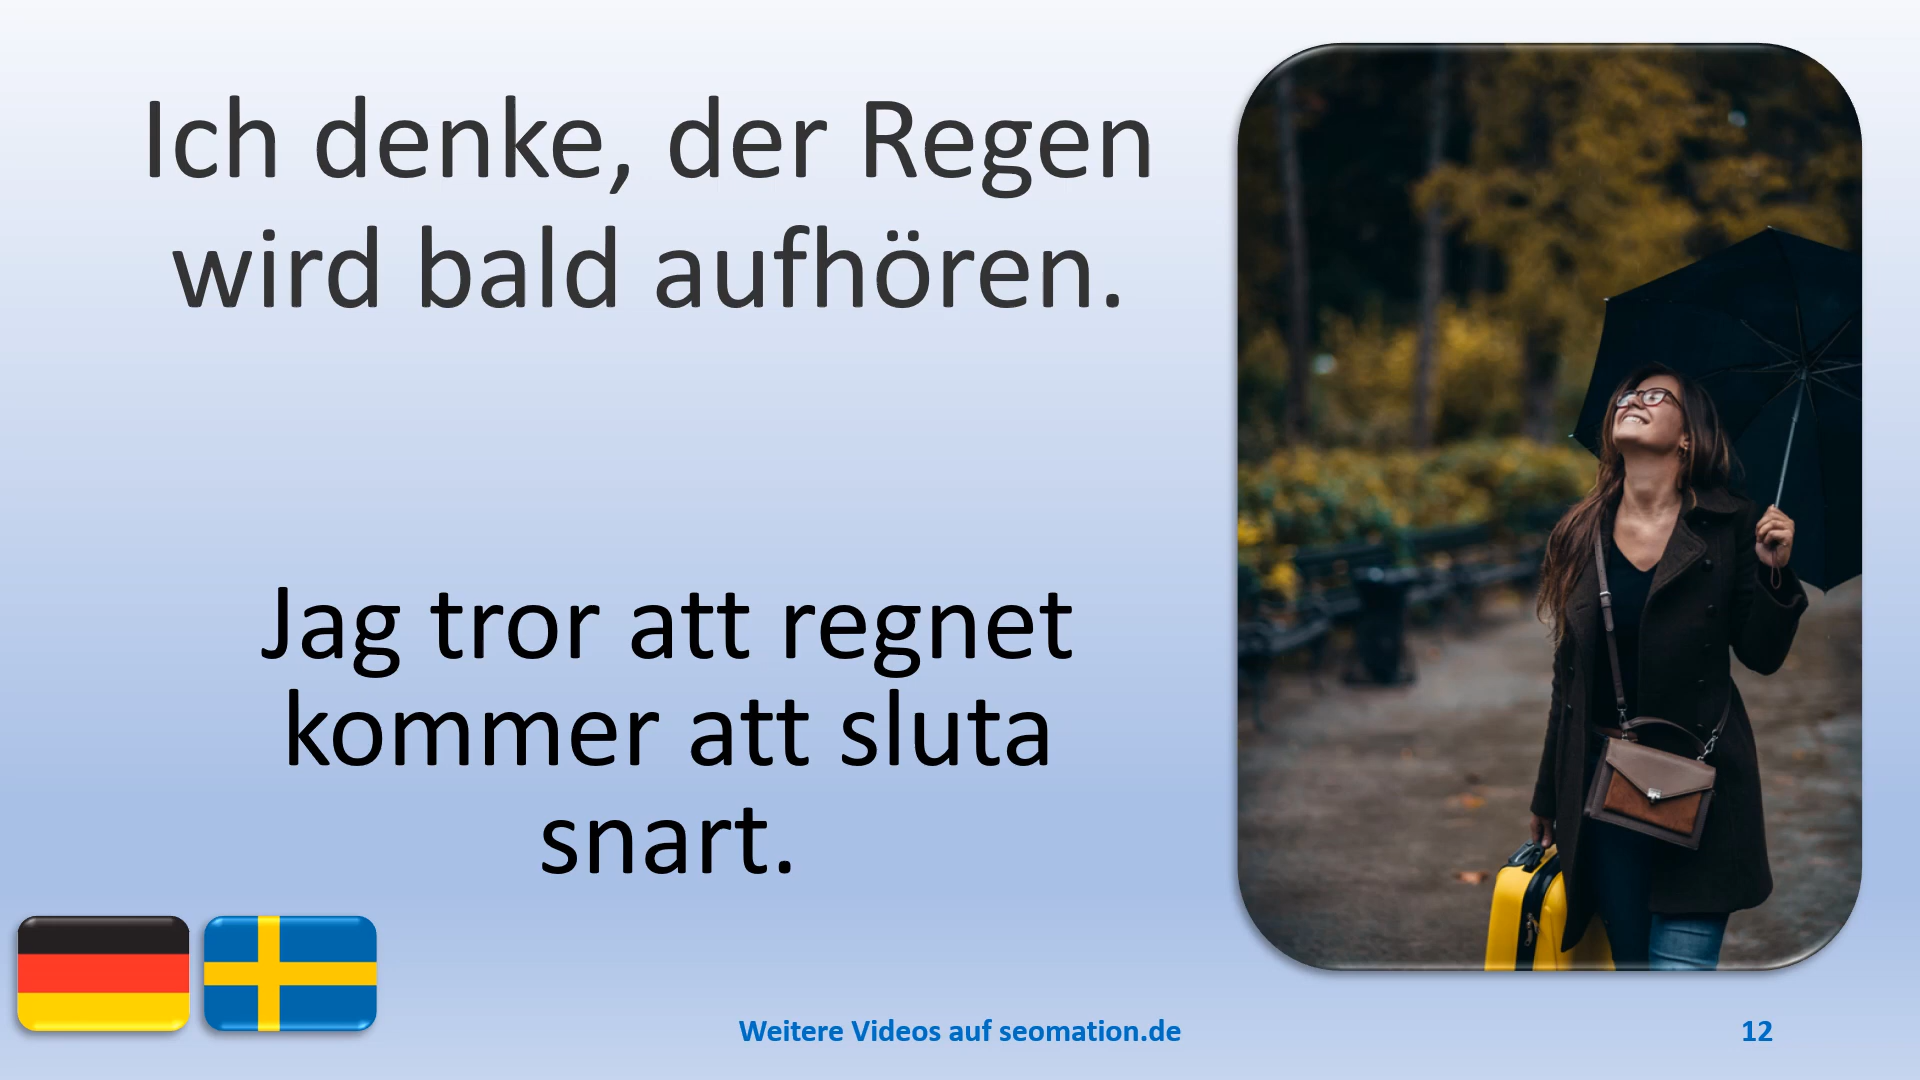 Ich denke, der Regen
wird bald aufhören.
Jag tror att regnet
kommer att sluta
snart.
Weitere Videos auf seomation.de
12